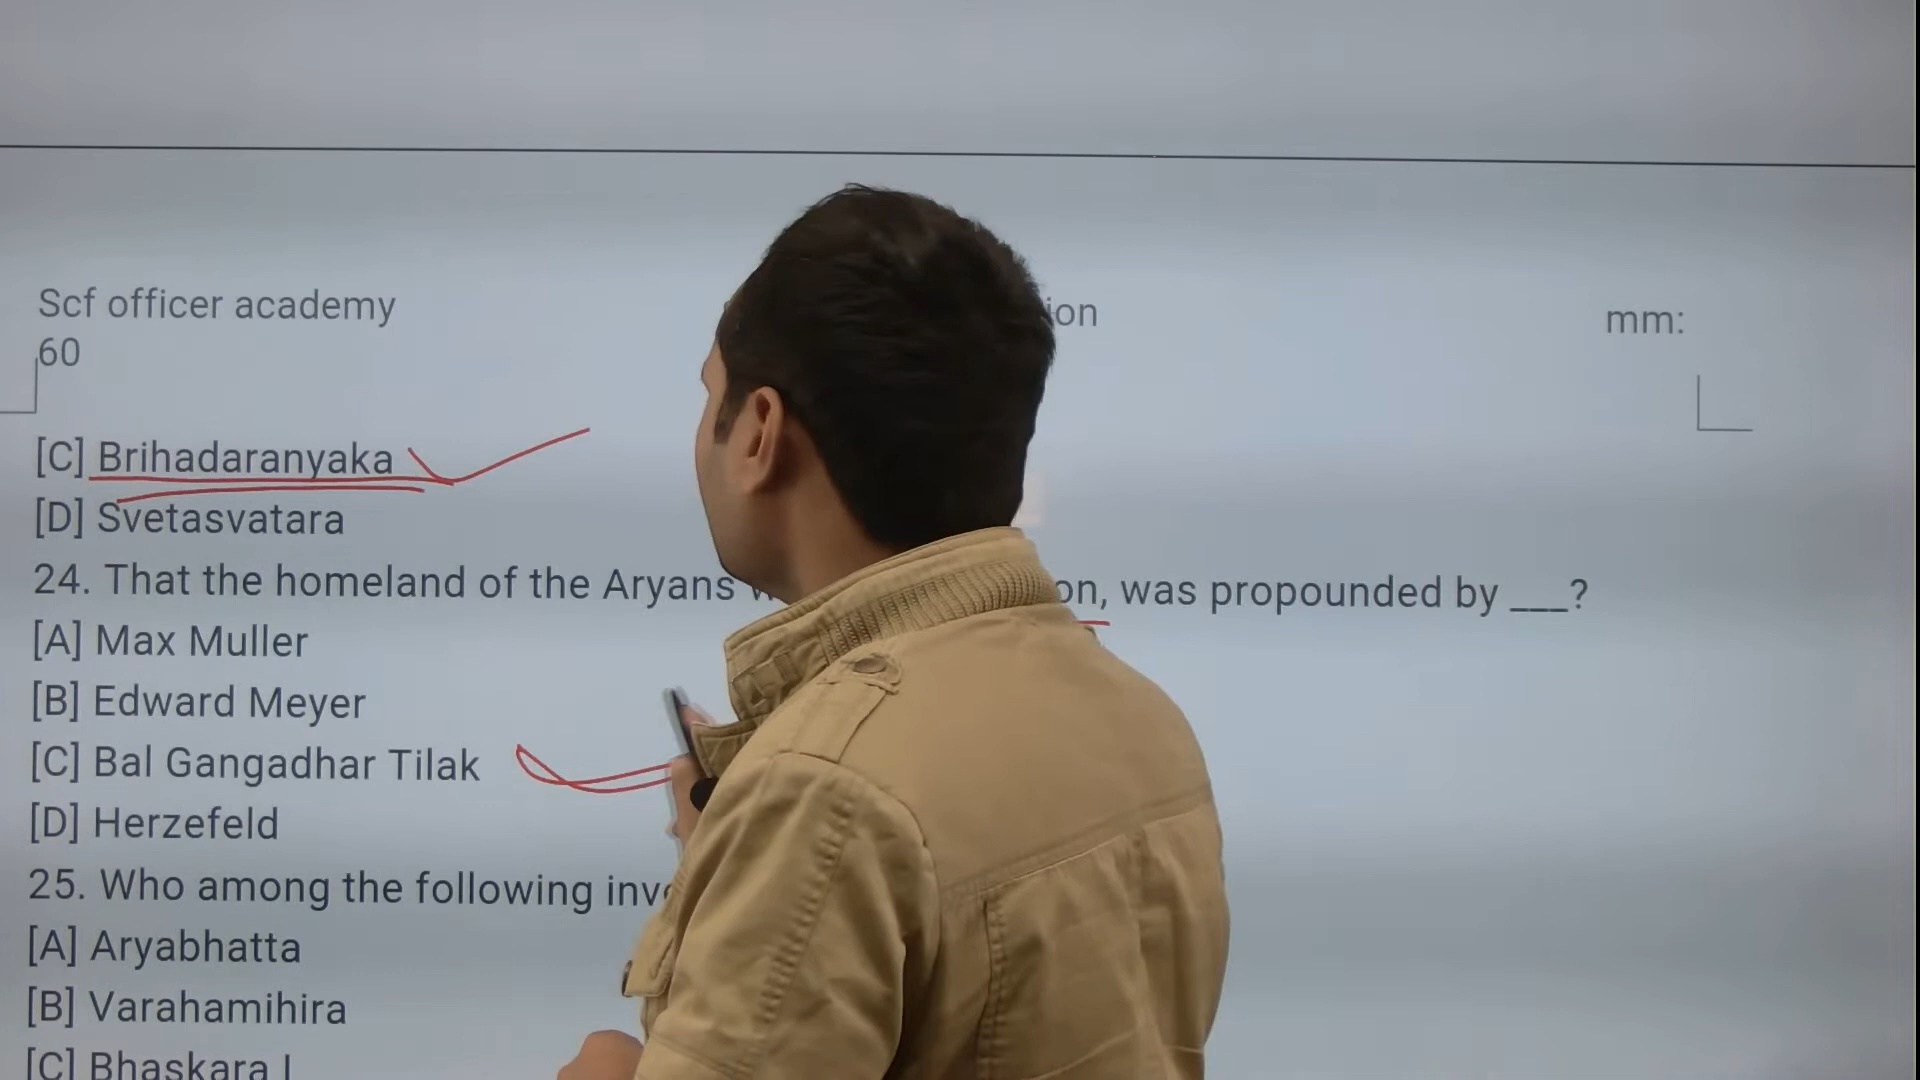 Scf officer academy ion mm:
60
[C] Brihadaranyaka
[D] Svetasvatara
24. That the homeland of the Aryans on, was propounded by ___?
[A] Max Muller
[B] Edward Meyer
[C] Bal Gangadhar Tilak
[D] Herzefeld
25. Who among the following inv
[A] Aryabhatta
[B] Varahamihira
[C] Bhaskara I